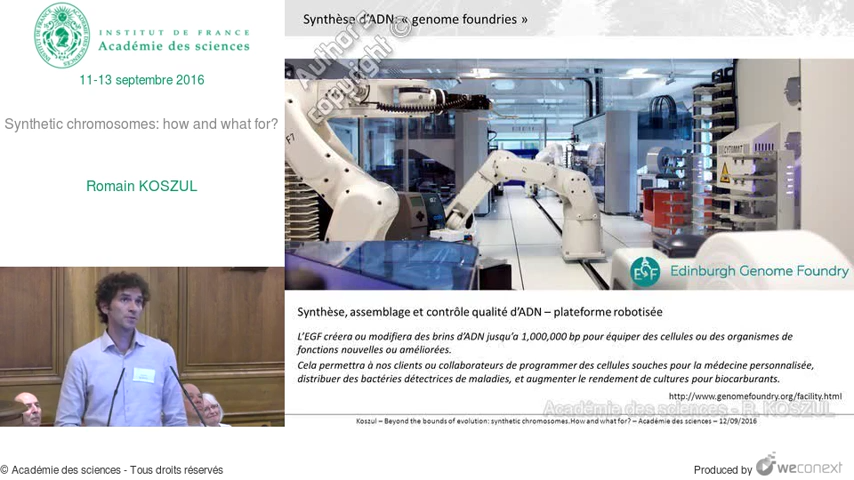 INSTITUT DE FRANCE
Académie des sciences
11-13 septembre 2016
Synthetic chromosomes: how and what for?
Romain KOSZUL
Synthèse d'ADN: « genome foundries »
Author =
copyright ©
F7
CYTOMAT
EGF
Edinburgh Genome Foundry
Synthèse, assemblage et contrôle qualité d'ADN – plateforme robotisée
L'EGF créera ou modifiera des brins d'ADN jusqu'a 1,000,000 bp pour équiper des cellules ou des organismes de
fonctions nouvelles ou améliorées.
Cela permettra à nos clients ou collaborateurs de programmer des cellules souches pour la médecine personnalisée,
distribuer des bactéries détectrices de maladies, et augmenter le rendement de cultures pour biocarburants.
http://www.genomefoundry.org/facility.html
Académie des sciences - R. KOSZUL
Koszul – Beyond the bounds of evolution: synthetic chromosomes.How and what for? – Académie des sciences – 12/09/2016
© Académie des sciences - Tous droits réservés
Produced by weconext